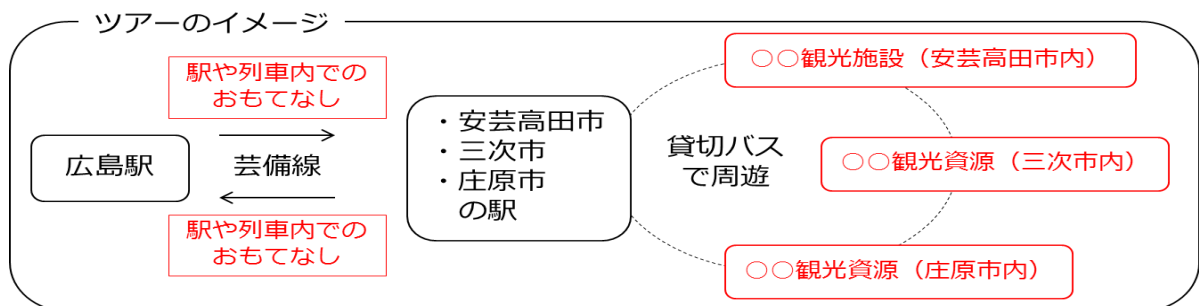 ツアーのイメージ
駅や列車内での
おもてなし
広島駅
芸備線
駅や列車内での
おもてなし
・安芸高田市
・三次市
・庄原市
の駅
貸切バス
で周遊
○○観光施設（安芸高田市内）
○○観光資源（三次市内）
○○観光資源（庄原市内）